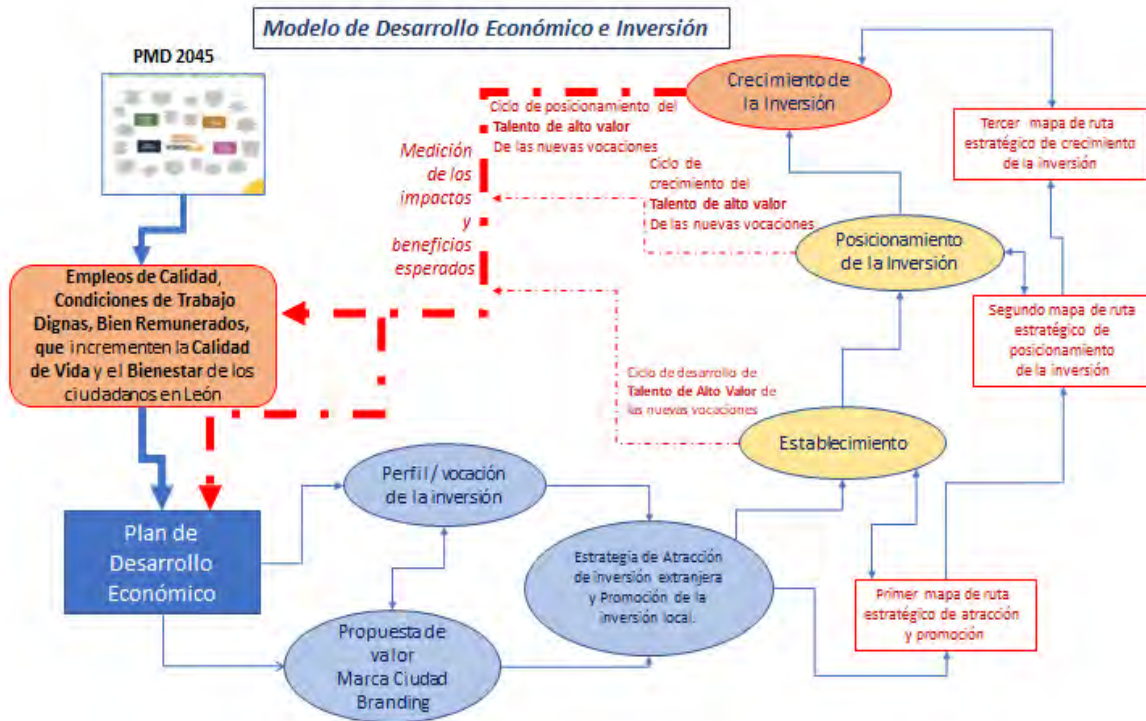 Modelo de Desarrollo Económico e Inversión
PMD 2045
Empleos de Calidad,
Condiciones de Trabajo
Dignas, Bien Remunerados,
que incrementen la Calidad
de Vida y el Bienestar de los
ciudadanos en León
Plan de
Desarrollo
Económico
Perfil / vocación
de la inversión
Propuesta de
valor
Marca Ciudad
Branding
Estrategia de Atracción
de inversión extranjera
y Promoción de la
inversión local.
Medición
de los
impactos
y
beneficios
esperados
Ciclo de posicionamiento del
Talento de alto valor
De las nuevas vocaciones
Ciclo de
crecimiento del
Talento de alto valor
De las nuevas vocaciones
Ciclo de desarrollo de
Talento de Alto Valor de
las nuevas vocaciones
Crecimiento de
la Inversión
Posicionamiento
de la Inversión
Establecimiento
Tercer mapa de ruta
estratégico de crecimiento
de la inversión
Segundo mapa de ruta
estratégico de
posicionamiento
de la inversión
Primer mapa de ruta
estratégico de atracción
y promoción